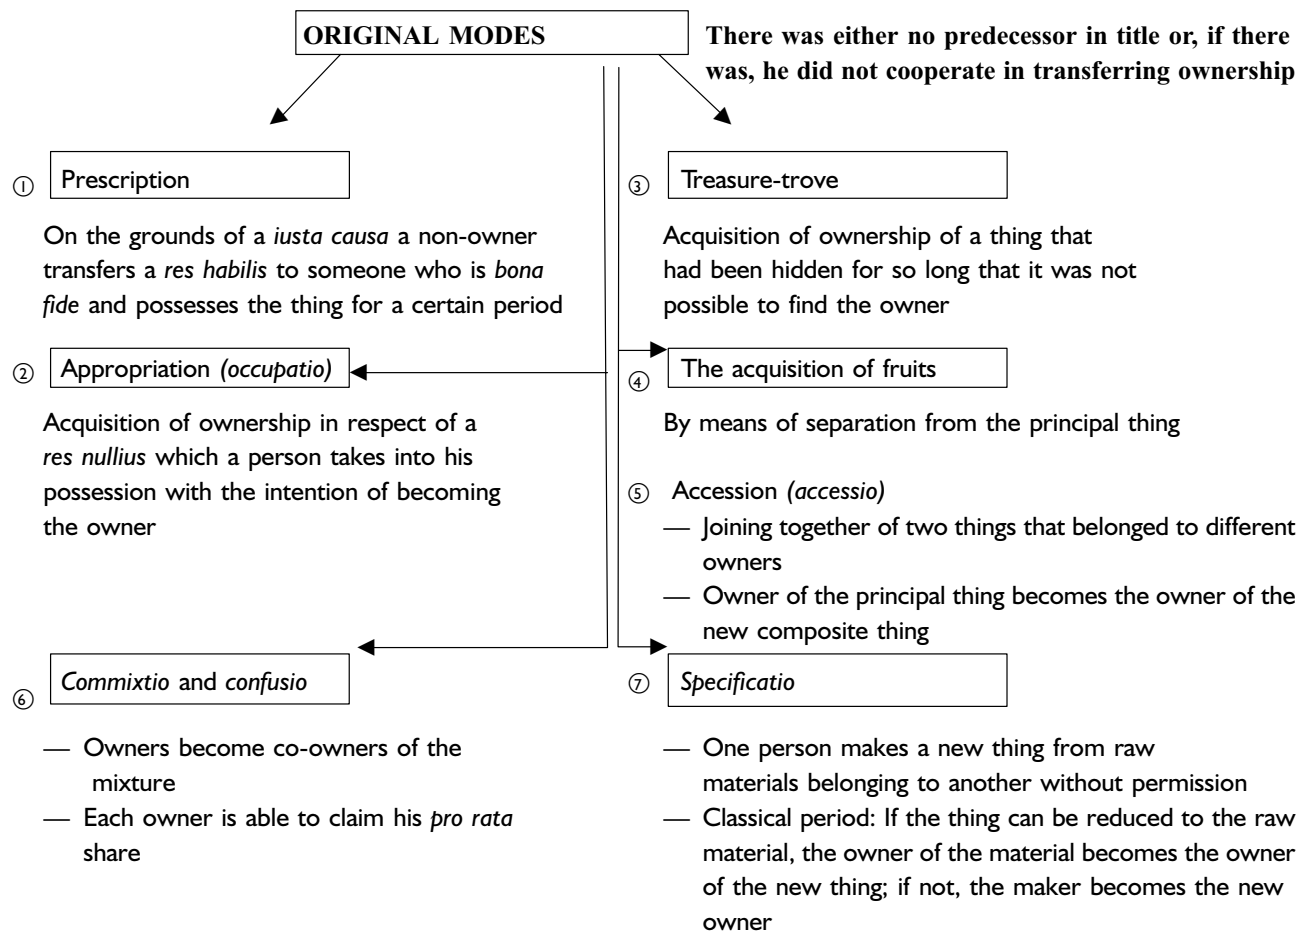 ORIGINAL MODES
There was either no predecessor in title or, if there
was, he did not cooperate in transferring ownership
① Prescription
On the grounds of a iusta causa a non-owner
transfers a res habilis to someone who is bona
fide and possesses the thing for a certain period
② Appropriation (occupatio)
Acquisition of ownership in respect of a
res nullius which a person takes into his
possession with the intention of becoming
the owner
③ Treasure-trove
Acquisition of ownership of a thing that
had been hidden for so long that it was not
possible to find the owner
④ The acquisition of fruits
By means of separation from the principal thing
⑤ Accession (accessio)
— Joining together of two things that belonged to different
owners
— Owner of the principal thing becomes the owner of the
new composite thing
⑥ Commixtio and confusio
— Owners become co-owners of the
mixture
— Each owner is able to claim his pro rata
share
⑦ Specificatio
— One person makes a new thing from raw
materials belonging to another without permission
— Classical period: If the thing can be reduced to the raw
material, the owner of the material becomes the owner
of the new thing; if not, the maker becomes the new
owner